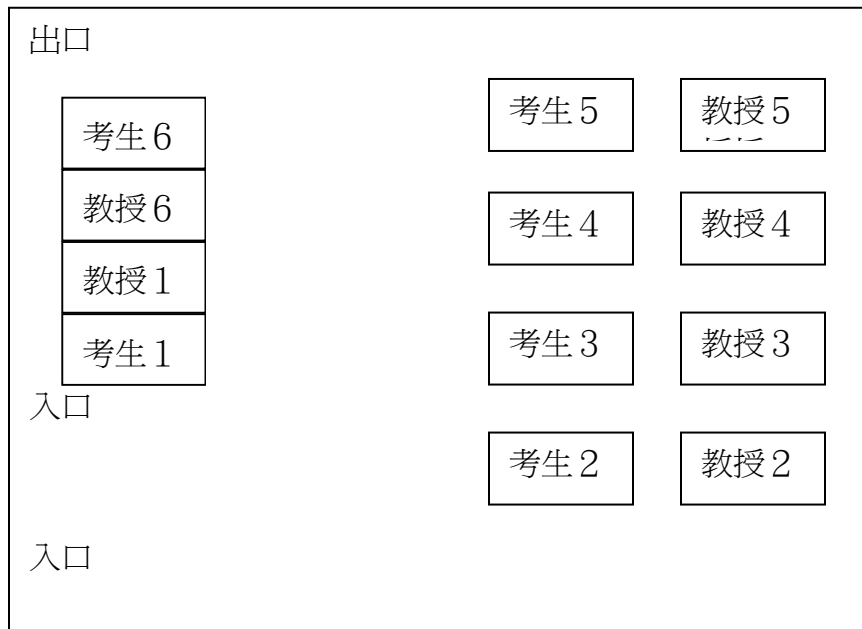 出口
考生５
教授５
考生６
教授６
考生４
教授４
教授１
考生１
考生３
教授３
入口
考生２
教授２
入口